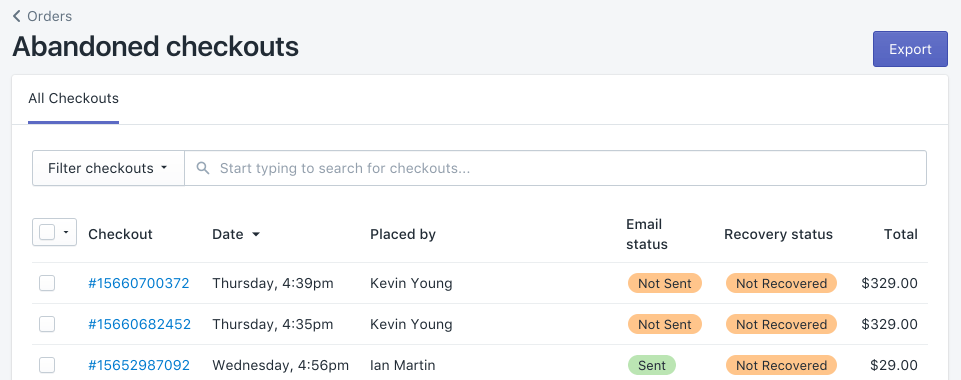 Orders
Abandoned checkouts
Export
All Checkouts
Filter checkouts
Start typing to search for checkouts...
Checkout Date Placed by Email status Recovery status Total
#15660700372 Thursday, 4:39pm Kevin Young Not Sent Not Recovered $329.00
#15660682452 Thursday, 4:35pm Kevin Young Not Sent Not Recovered $329.00
#15652987092 Wednesday, 4:56pm Ian Martin Sent Not Recovered $29.00